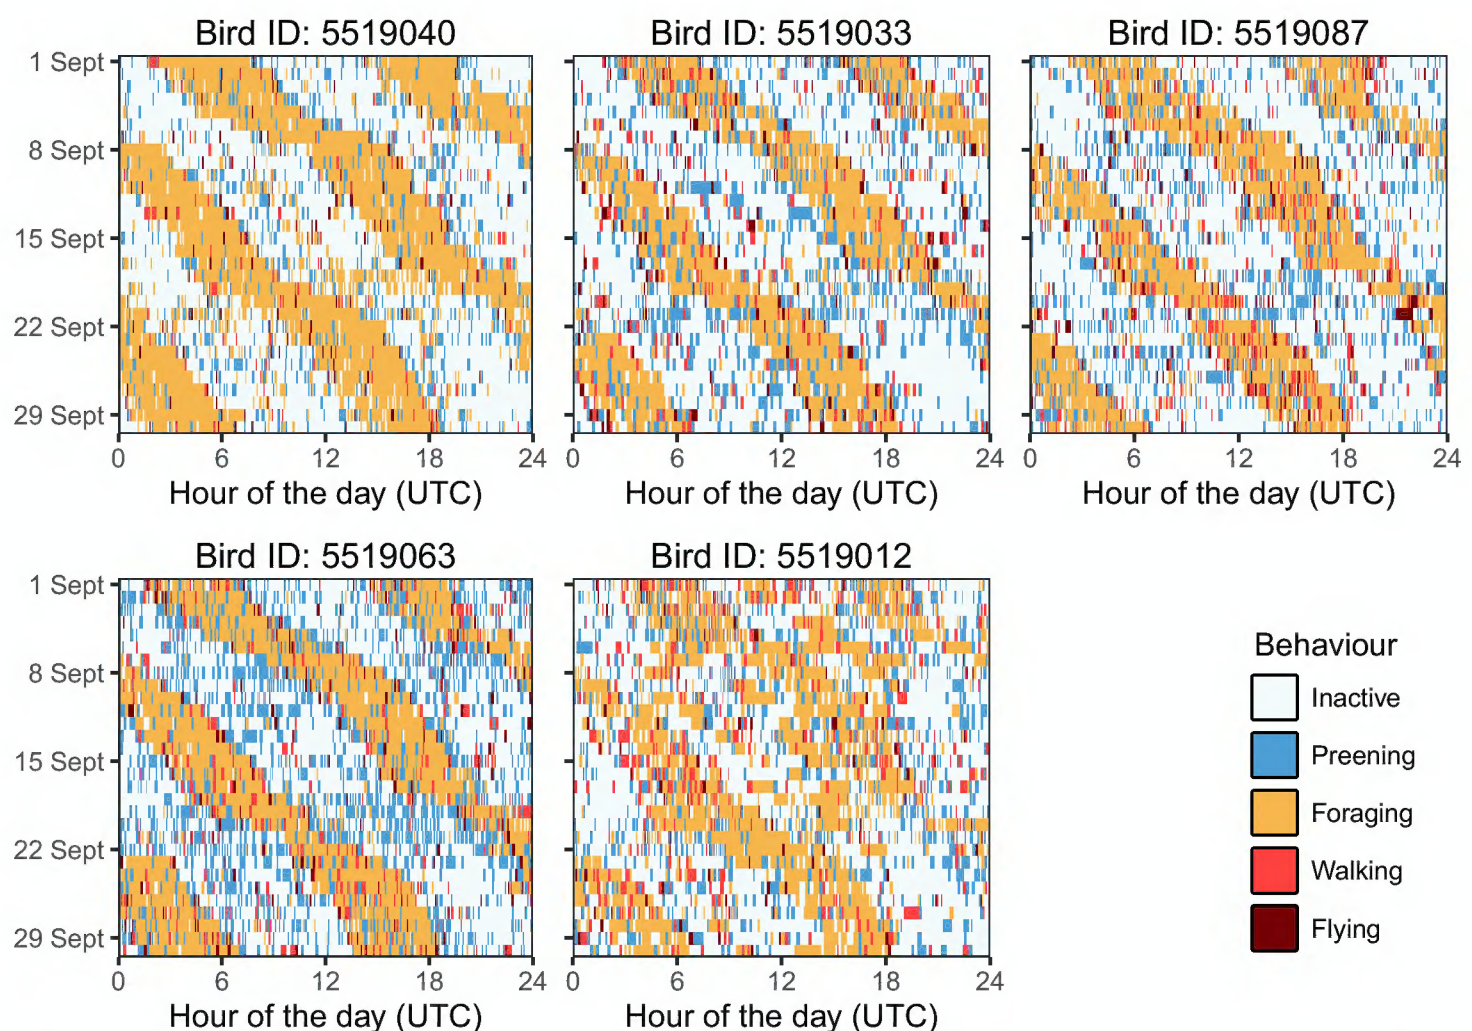 Bird ID: 5519040
Bird ID: 5519033
Bird ID: 5519087
1 Sept
8 Sept
15 Sept
22 Sept
29 Sept
0 6 12 18 24
0 6 12 18 24
0 6 12 18 24
Hour of the day (UTC)
Hour of the day (UTC)
Hour of the day (UTC)
Bird ID: 5519063
Bird ID: 5519012
1 Sept
8 Sept
15 Sept
22 Sept
29 Sept
0 6 12 18 24
0 6 12 18 24
Hour of the day (UTC)
Hour of the day (UTC)
Behaviour
Inactive
Preening
Foraging
Walking
Flying